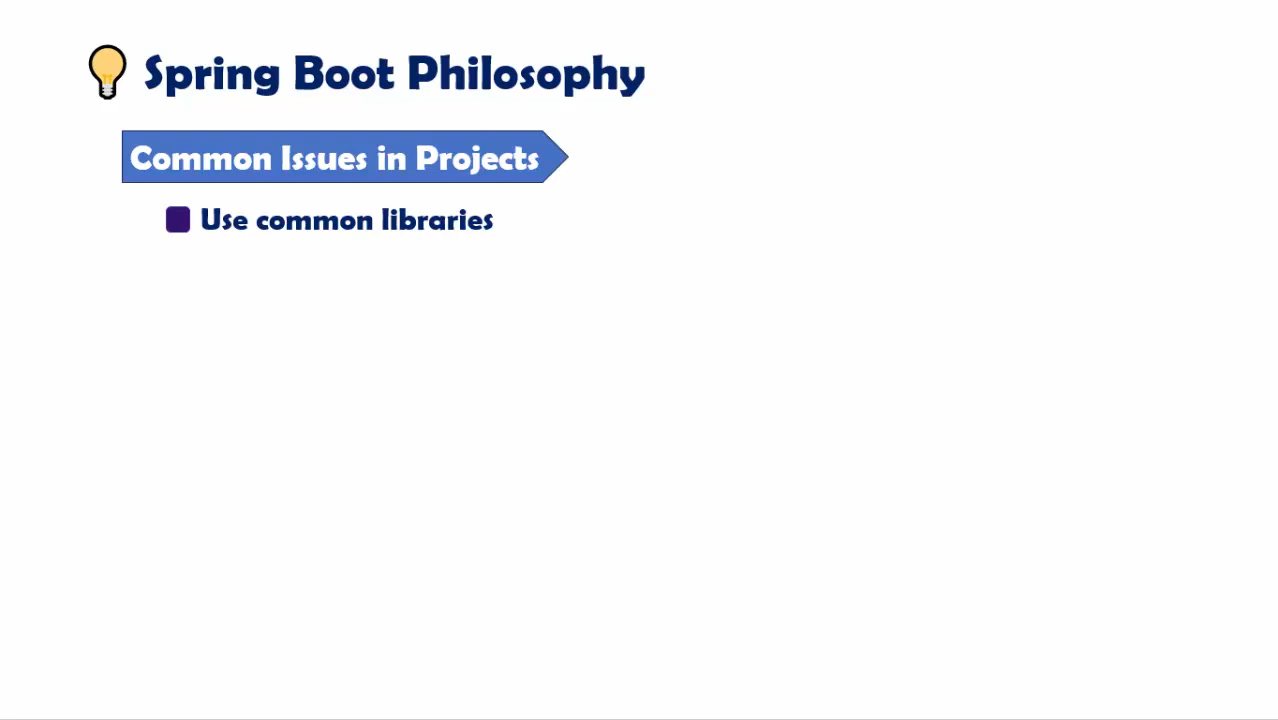 Spring Boot Philosophy
Common Issues in Projects
Use common libraries